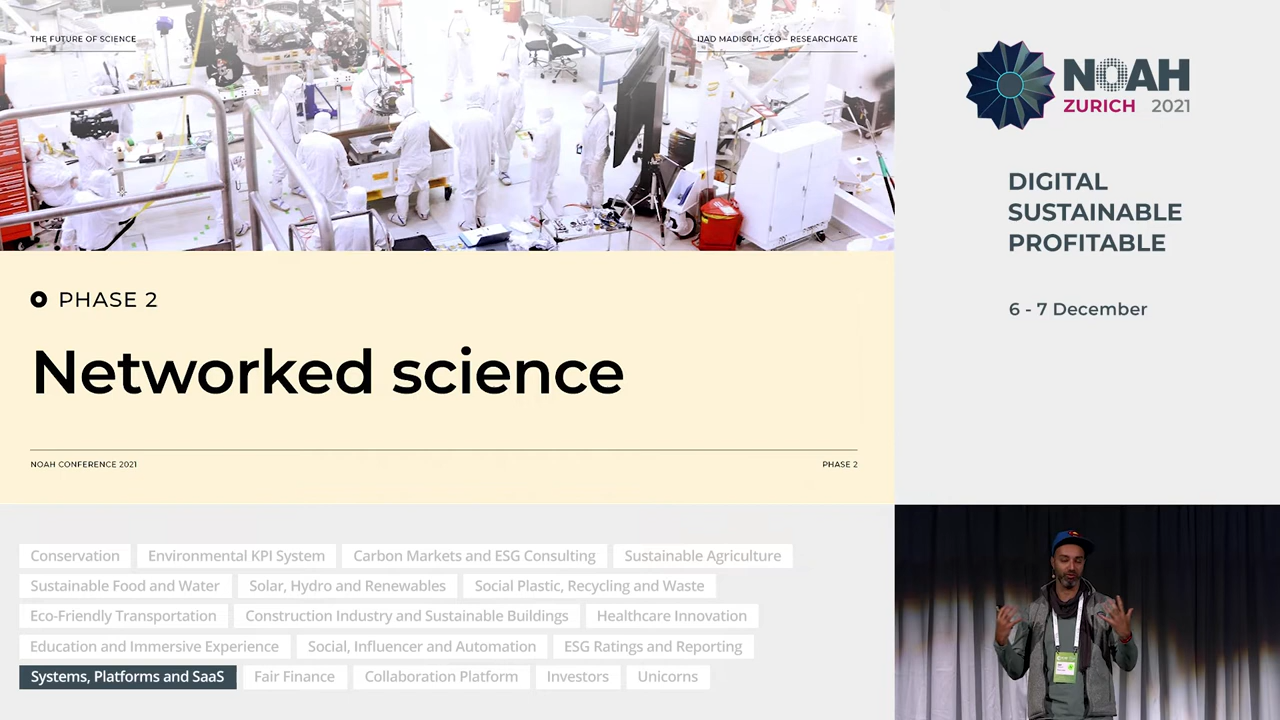 THE FUTURE OF SCIENCE
IJAD MADISCH, CEO – RESEARCHGATE
PHASE 2
Networked science
NOAH CONFERENCE 2021
PHASE 2
NOAH
ZURICH 2021
DIGITAL
SUSTAINABLE
PROFITABLE
6 - 7 December
Conservation
Environmental KPI System
Carbon Markets and ESG Consulting
Sustainable Agriculture
Sustainable Food and Water
Solar, Hydro and Renewables
Social Plastic, Recycling and Waste
Eco-Friendly Transportation
Construction Industry and Sustainable Buildings
Healthcare Innovation
Education and Immersive Experience
Social, Influencer and Automation
ESG Ratings and Reporting
Systems, Platforms and SaaS
Fair Finance
Collaboration Platform
Investors
Unicorns